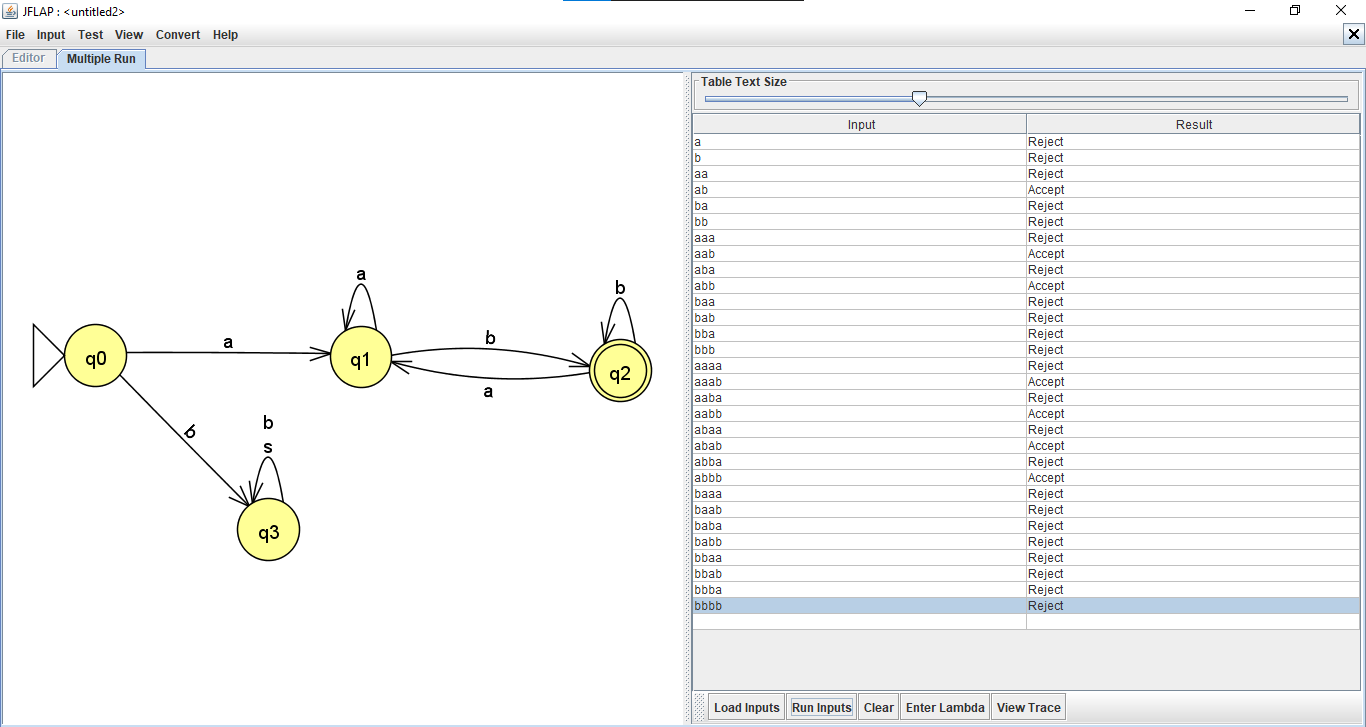 JFLAP : <untitled2>
File Input Test View Convert Help
Editor Multiple Run
a
b
a
b
q0
q1
q2
a
b
b
s
q3
Table Text Size
Input Result
a Reject
b Reject
aa Reject
ab Accept
ba Reject
bb Reject
aaa Reject
aab Accept
aba Reject
abb Accept
baa Reject
bab Reject
bba Reject
bbb Reject
aaaa Reject
aaab Accept
aaba Reject
aabb Accept
abaa Reject
abab Accept
abba Reject
abbb Accept
baaa Reject
baab Reject
baba Reject
babb Reject
bbaa Reject
bbab Reject
bbba Reject
bbbb Reject
Load Inputs Run Inputs Clear Enter Lambda View Trace